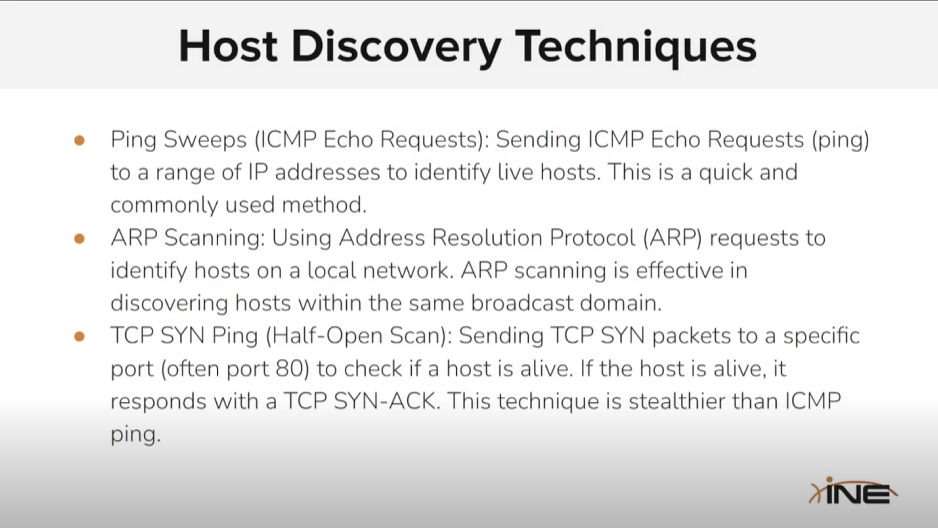 Host Discovery Techniques
Ping Sweeps (ICMP Echo Requests): Sending ICMP Echo Requests (ping)
to a range of IP addresses to identify live hosts. This is a quick and
commonly used method.
ARP Scanning: Using Address Resolution Protocol (ARP) requests to
identify hosts on a local network. ARP scanning is effective in
discovering hosts within the same broadcast domain.
TCP SYN Ping (Half-Open Scan): Sending TCP SYN packets to a specific
port (often port 80) to check if a host is alive. If the host is alive, it
responds with a TCP SYN-ACK. This technique is stealthier than ICMP
ping.
INE